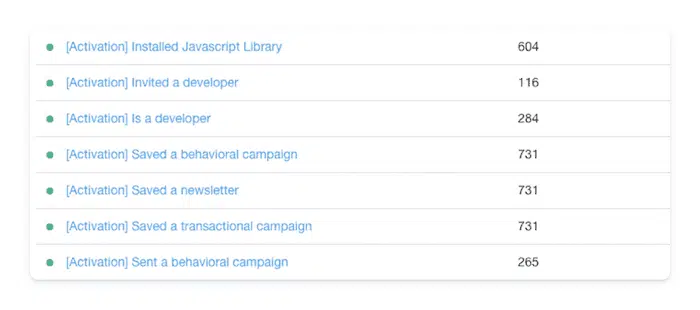 [Activation] Installed Javascript Library 604
[Activation] Invited a developer 116
[Activation] Is a developer 284
[Activation] Saved a behavioral campaign 731
[Activation] Saved a newsletter 731
[Activation] Saved a transactional campaign 731
[Activation] Sent a behavioral campaign 265